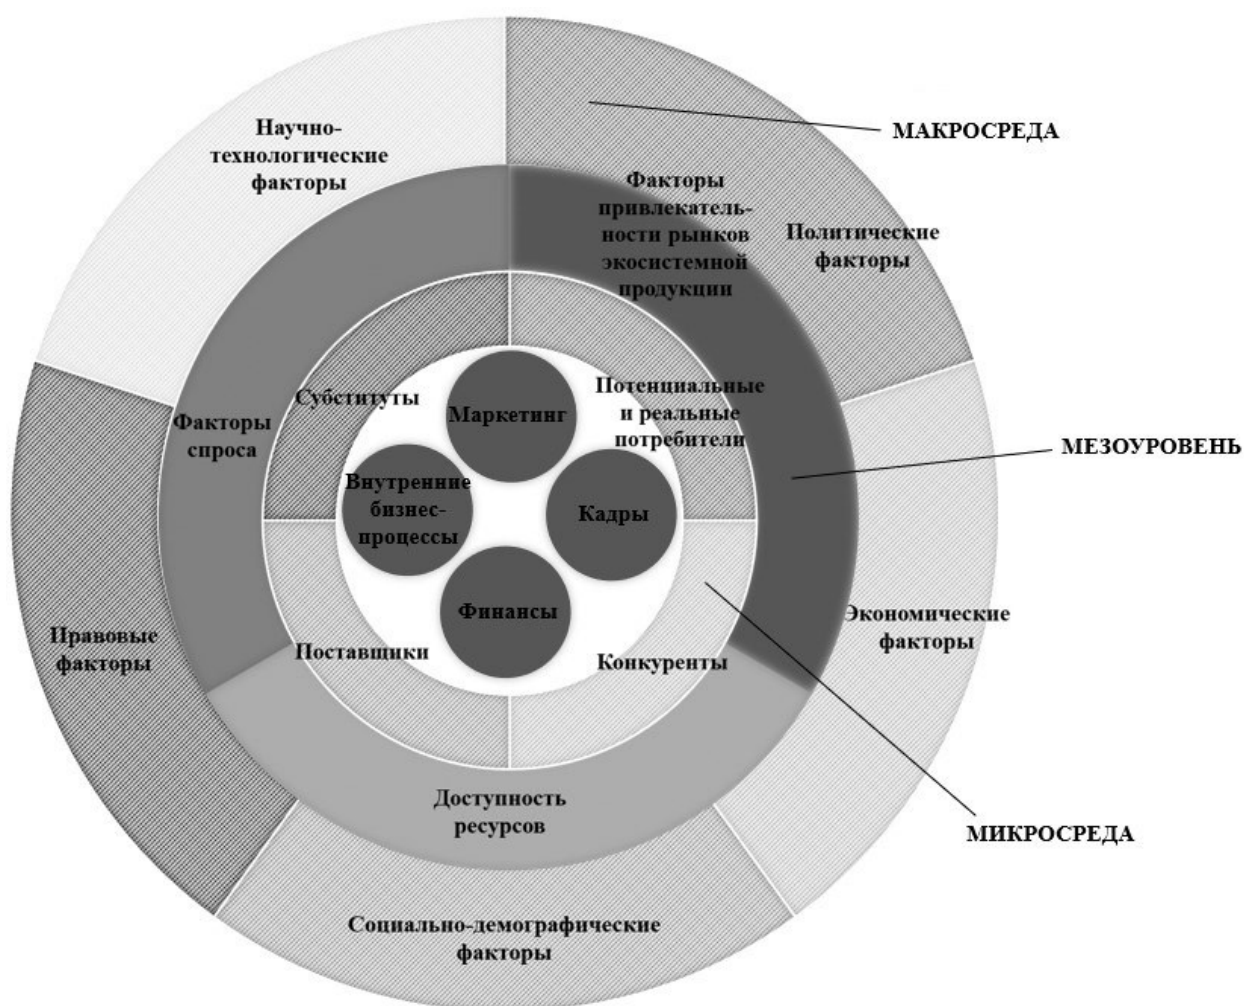 Научно-
технологические
факторы
МАКРОСРЕДА
Факторы
привлекатель-
ности рынков
экосистемной
продукции
Политические
факторы
Субституты
Потенциальные
и реальные
потребители
Маркетинг
Факторы
спроса
МЕЗОУРОВЕНЬ
Внутренние
бизнес-
процессы
Кадры
Финансы
Экономические
факторы
Правовые
факторы
Поставщики
Конкуренты
Доступность
ресурсов
МИКРОСРЕДА
Социально-демографические
факторы